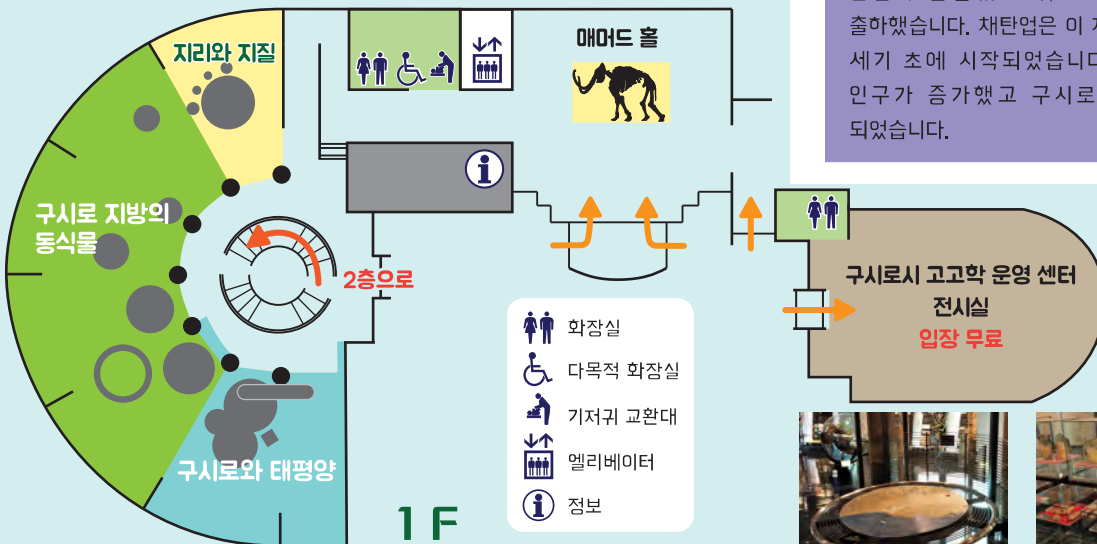 출하했습니다. 채탄업은 이
세기 초에 시작되었습니다
인구가 증가했고 구시로
되었습니다.
지리와 지질
매머드 홀
구시로 지방의
동식물
2층으로
구시로시 고고학 운영 센터
전시실
입장 무료
화장실
다목적 화장실
기저귀 교환대
엘리베이터
정보
구시로와 태평양
1F